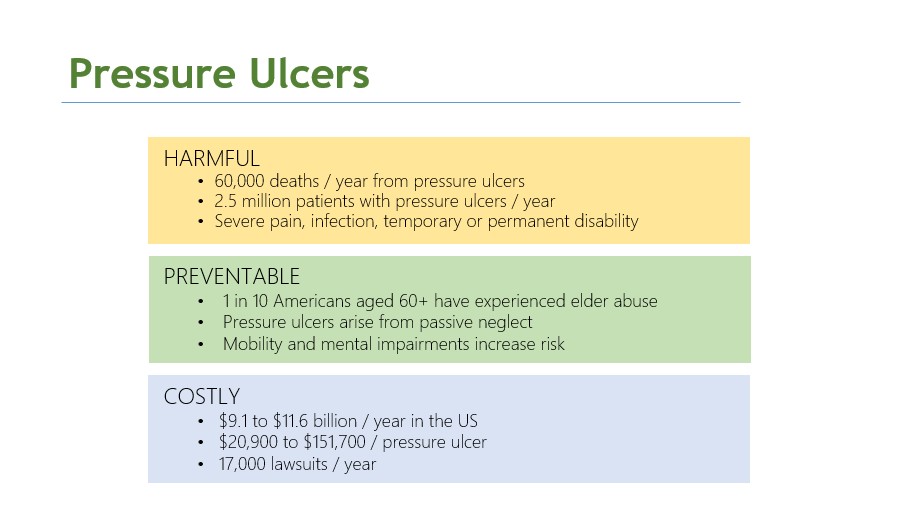 Pressure Ulcers
HARMFUL
• 60,000 deaths / year from pressure ulcers
• 2.5 million patients with pressure ulcers / year
• Severe pain, infection, temporary or permanent disability
PREVENTABLE
• 1 in 10 Americans aged 60+ have experienced elder abuse
• Pressure ulcers arise from passive neglect
• Mobility and mental impairments increase risk
COSTLY
• $9.1 to $11.6 billion / year in the US
• $20,900 to $151,700 / pressure ulcer
• 17,000 lawsuits / year